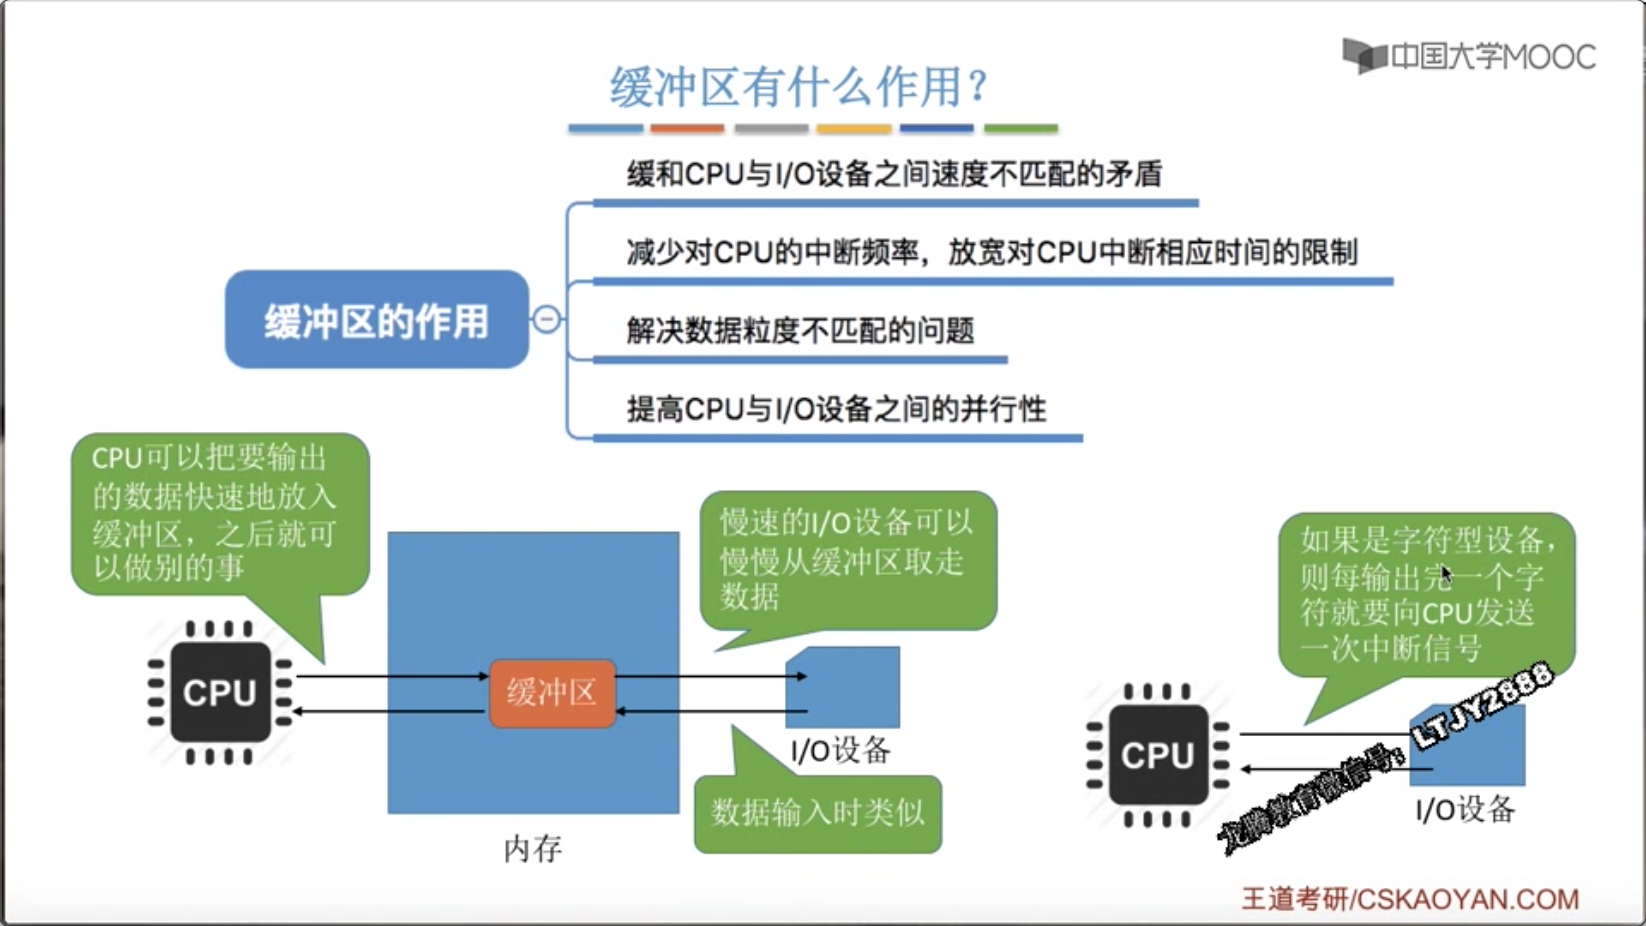 中国大学MOOC
缓冲区有什么作用？
缓和CPU与I/O设备之间速度不匹配的矛盾
减少对CPU的中断频率，放宽对CPU中断相应时间的限制
缓冲区的作用
解决数据粒度不匹配的问题
提高CPU与I/O设备之间的并行性
CPU可以把要输出
的数据快速地放入
缓冲区，之后就可
以做别的事
慢速的I/O设备可以
慢慢从缓冲区取走
数据
如果是字符型设备，
则每输出完一个字
符就要向CPU发送
一次中断信号
CPU
缓冲区
I/O设备
数据输入时类似
内存
CPU
I/O设备
教育微信号：LTJYZ888
王道考研/CSKAOYAN.COM